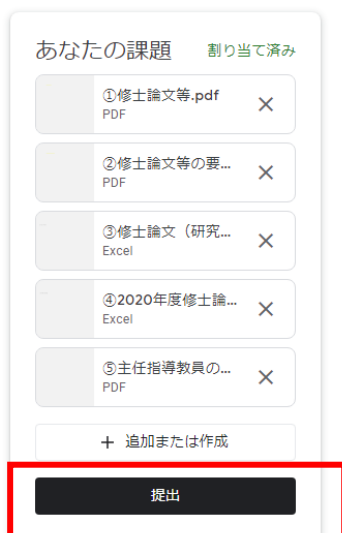 あなたの課題 割り当て済み
①修士論文等.pdf
PDF
②修士論文等の要...
PDF
③修士論文（研究...
Excel
④2020年度修士論...
Excel
⑤主任指導教員の...
PDF
＋ 追加または作成
提出